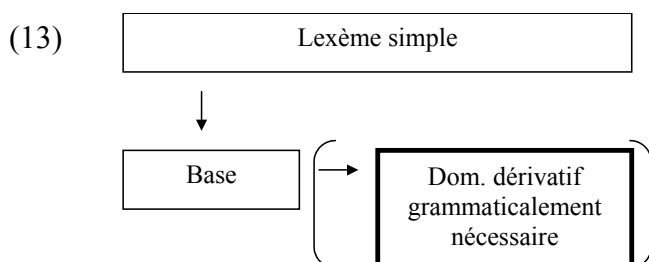 (13) Lexème simple
Base
Dom. dérivatif
grammaticalement
nécessaire